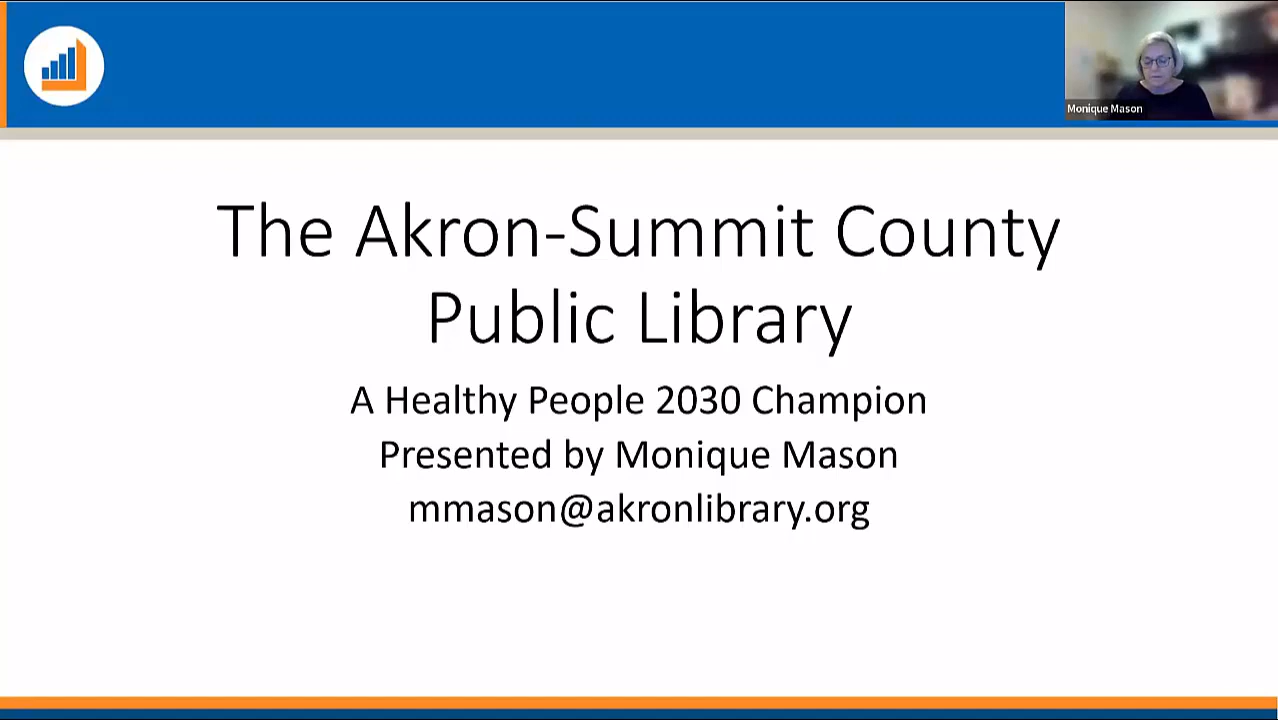 Monique Mason
The Akron-Summit County
Public Library
A Healthy People 2030 Champion
Presented by Monique Mason
mmason@akronlibrary.org